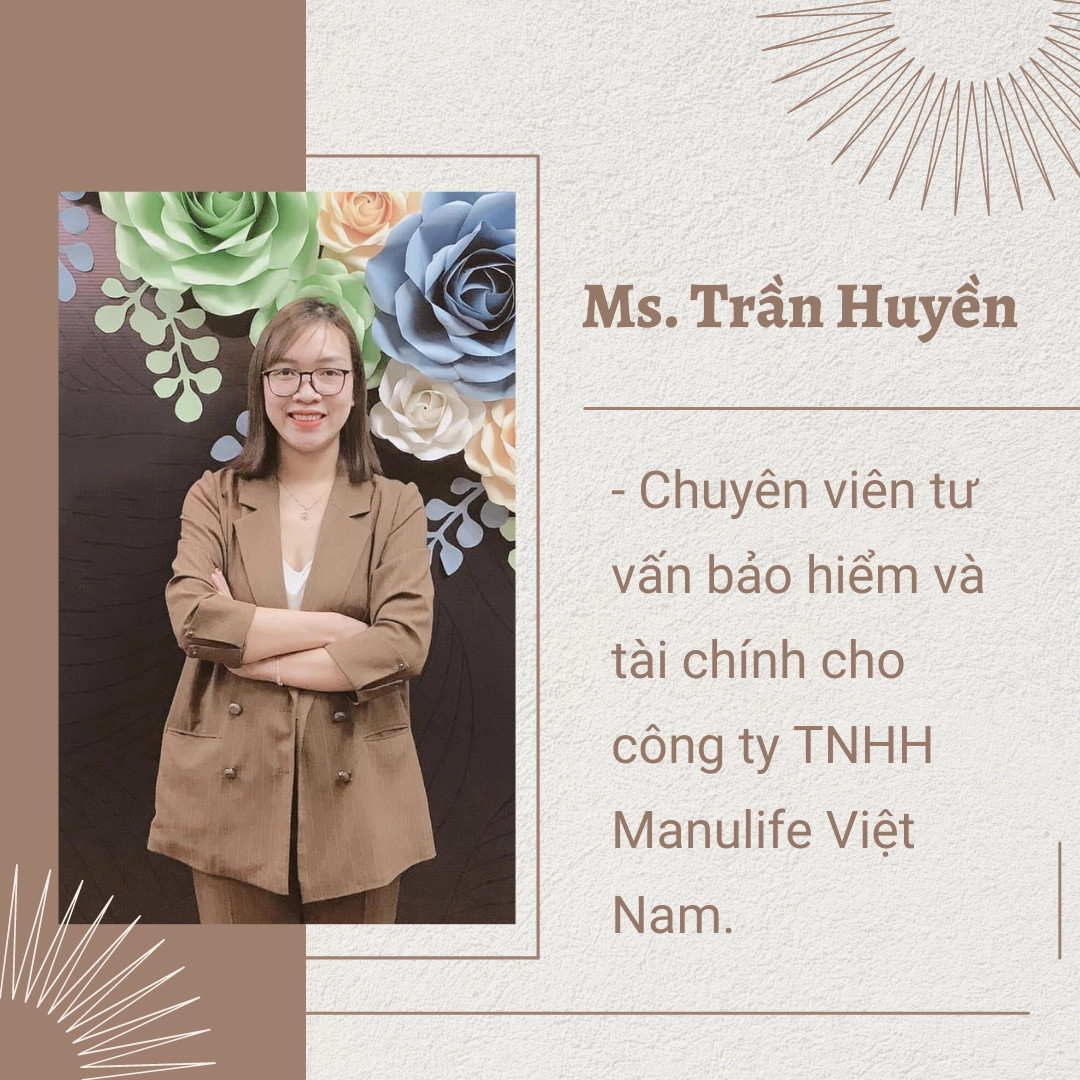 Ms. Trần Huyền
- Chuyên viên tư
vấn bảo hiểm và
tài chính cho
công ty TNHH
Manulife Việt
Nam.